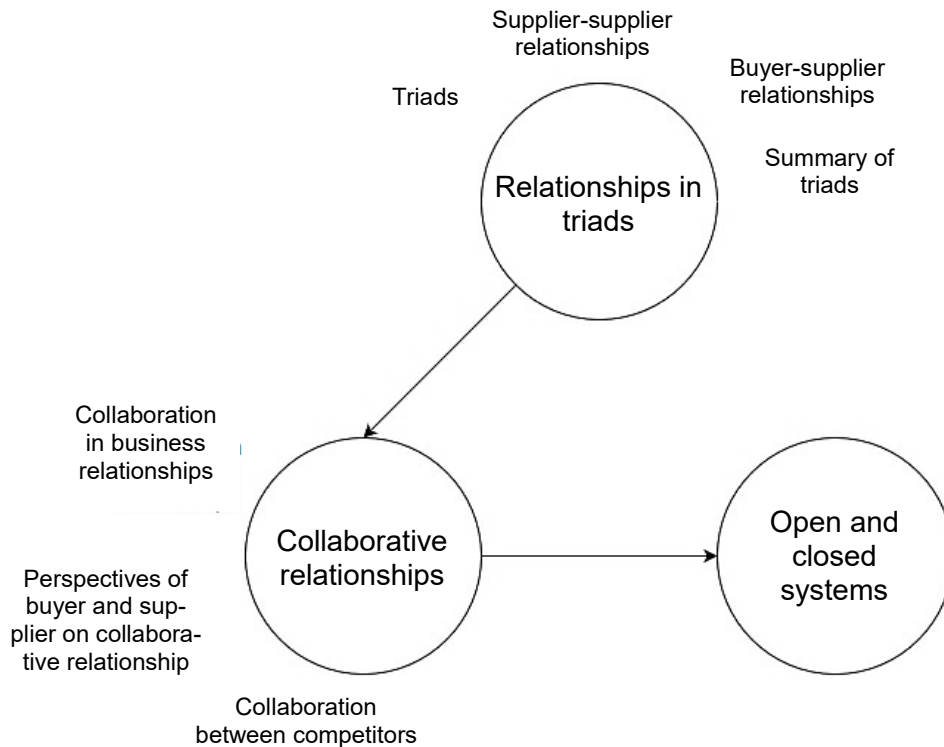 Supplier-supplier
relationships
Triads
Buyer-supplier
relationships
Summary of
triads
Relationships in
triads
Collaboration
in business
relationships
Collaborative
relationships
Open and
closed
systems
Perspectives of
buyer and sup-
plier on collabora-
tive relationship
Collaboration
between competitors